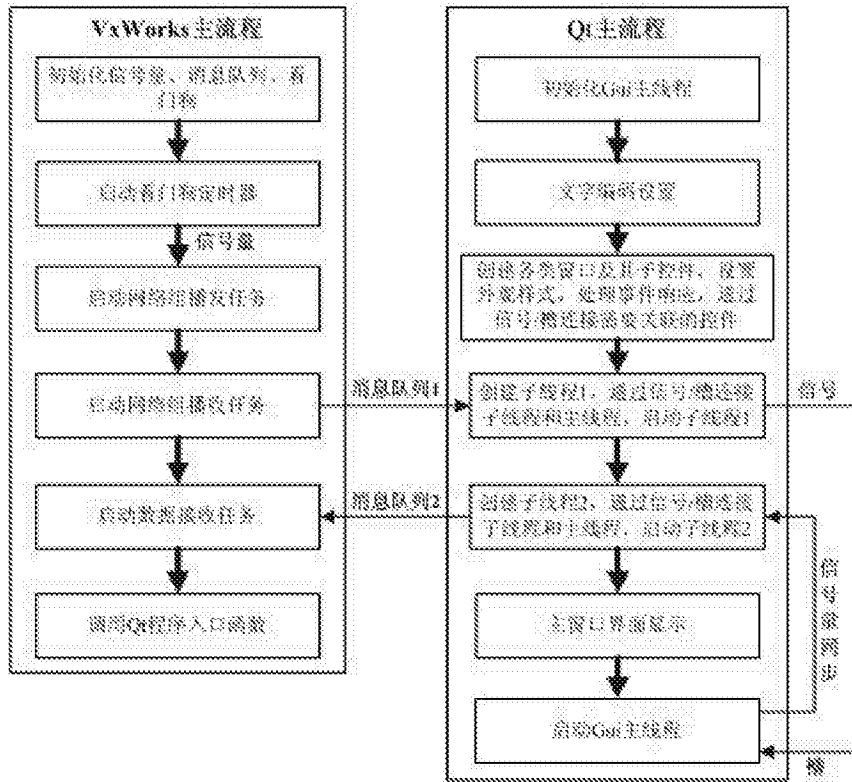 VxWorks主流程
初始化信号量、消息队列、看
门狗
启动看门狗定时器
信号量
启动网络组播发任务
启动网络组播收任务
启动数据接收任务
调用Qt程序入口函数
消息队列1
消息队列2
Qt主流程
初始化Gui主线程
文字编码设置
创建各类窗口及其子控件，设置
外观样式，处理事件响应，通过
信号/槽连接需要关联的控件
创建子线程1，通过信号/槽连接
子线程和主线程，启动子线程1
创建子线程2，通过信号/槽连接
子线程和主线程，启动子线程2
主窗口界面显示
启动Gui主线程
信号
信号量同步
槽